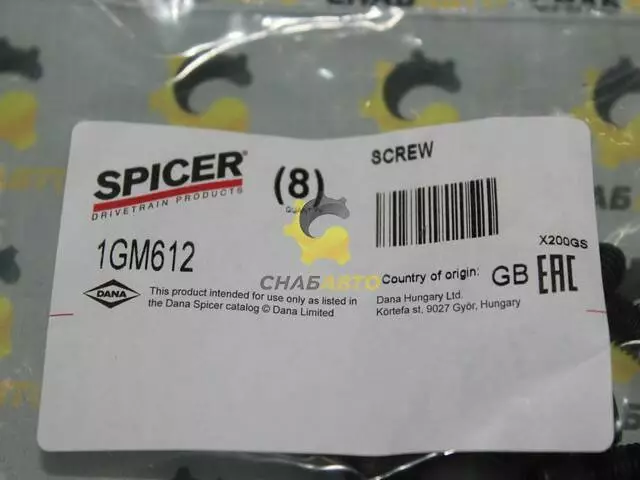 SPICER®
DRIVETRAIN PRODUCTS
(8)
SCREW
1GM612
X200GS
СНАБАВТО
Country of origin: GB
EAC
DANA
This product intended for use only as listed in
the Dana Spicer catalog © Dana Limited
Dana Hungary Ltd.
Körtefa st, 9027 Győr, Hungary